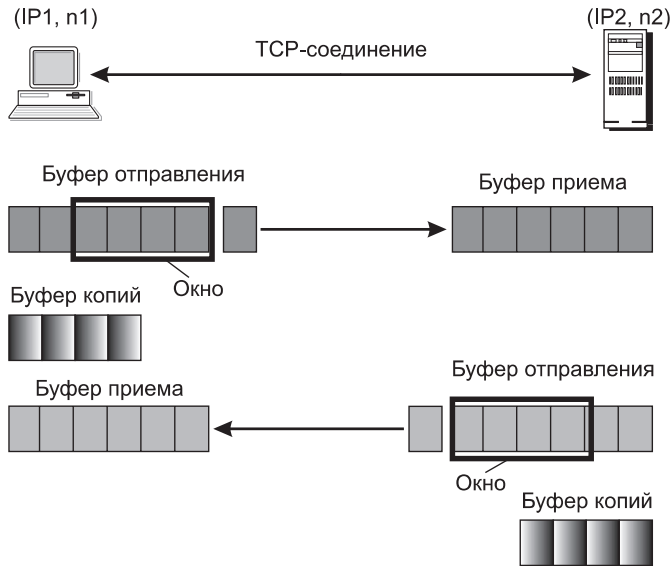 (IP1, n1)
(IP2, n2)
TCP-соединение
Буфер отправления
Буфер приема
Окно
Буфер копий
Буфер приема
Буфер отправления
Окно
Буфер копий